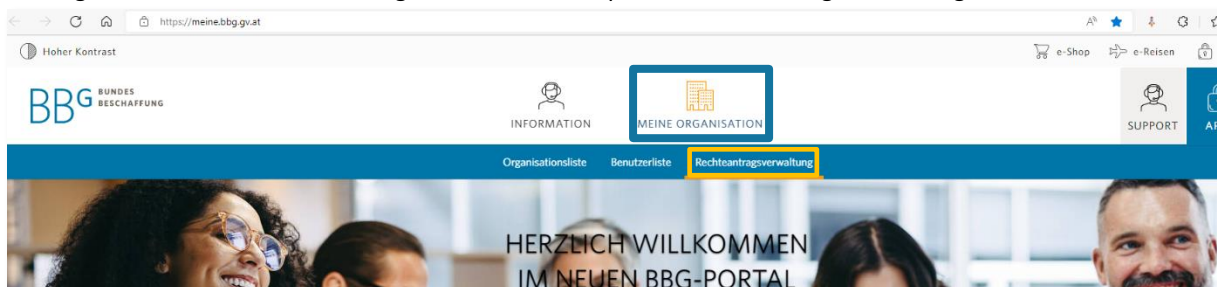 https://meine.bbg.gv.at
Hoher Kontrast
e-Shop e-Reisen
BBG BUNDES BESCHAFFUNG
INFORMATION MEINE ORGANISATION SUPPORT
Organisationsliste Benutzerliste Rechteantragsverwaltung
HERZLICH WILLKOMMEN
IM NEUEN BBG-PORTAL